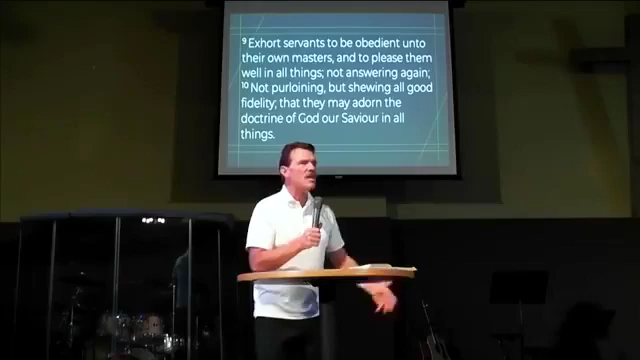 9 Exhort servants to be obedient unto
their own masters, and to please them
well in all things; not answering again;
10 Not purloining, but shewing all good
fidelity; that they may adorn the
doctrine of God our Saviour in all
things.